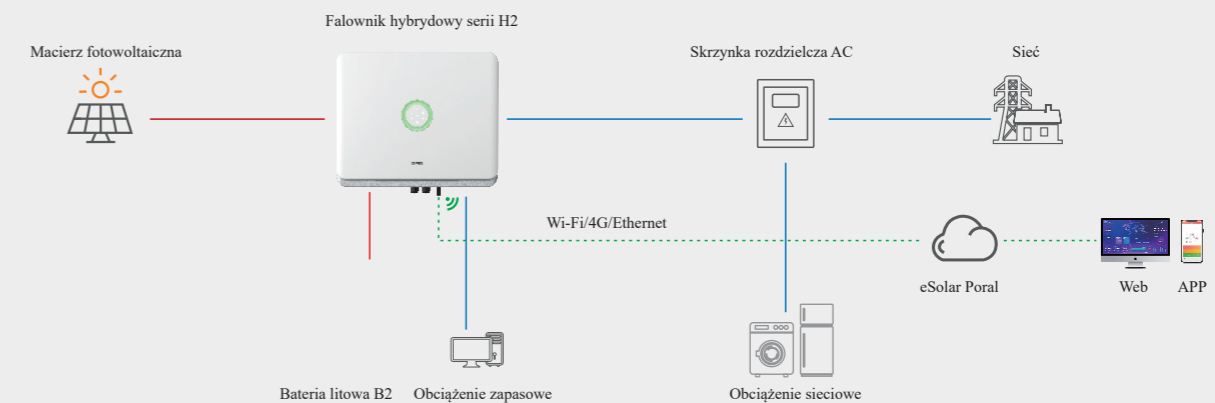 Falownik hybrydowy serii H2
Macierz fotowoltaiczna
Skrzynka rozdzielcza AC
Sieć
Wi-Fi/4G/Ethernet
eSolar Poral
Web
APP
Bateria litowa B2
Obciążenie zapasowe
Obciążenie sieciowe